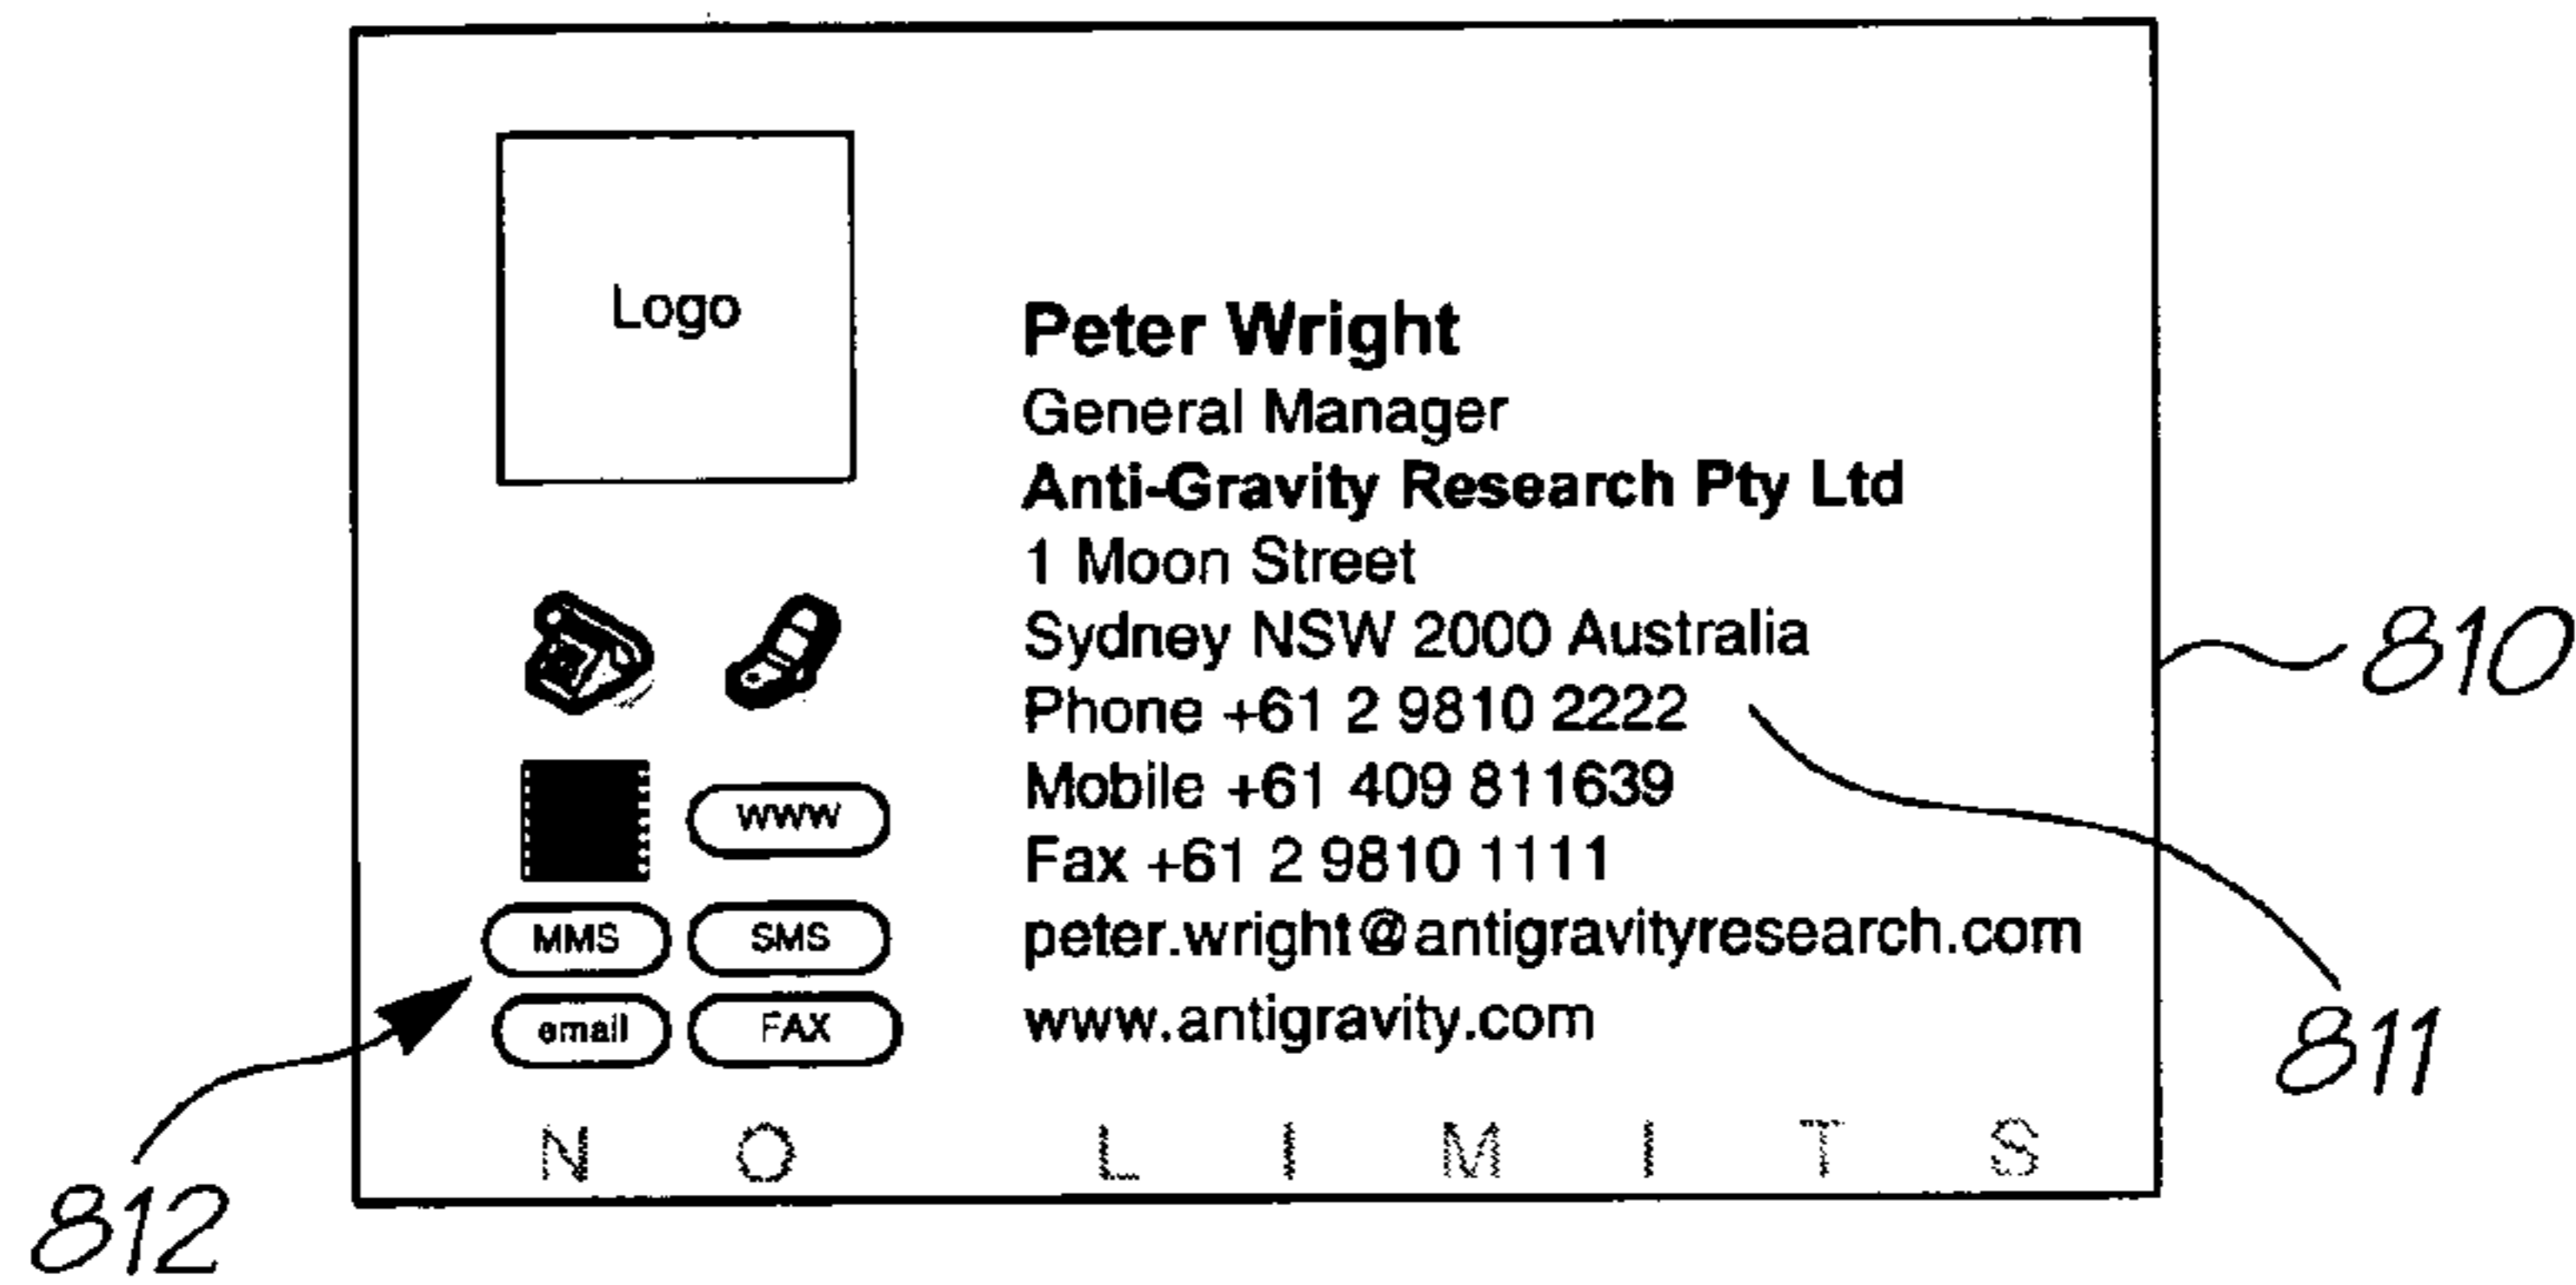 Logo
Peter Wright
General Manager
Anti-Gravity Research Pty Ltd
1 Moon Street
Sydney NSW 2000 Australia
Phone +61 2 9810 2222
Mobile +61 409 811639
Fax +61 2 9810 1111
peter.wright@antigravityresearch.com
www.antigravity.com
WWW
MMS SMS
email FAX
N O L I M I T S
810
811
812